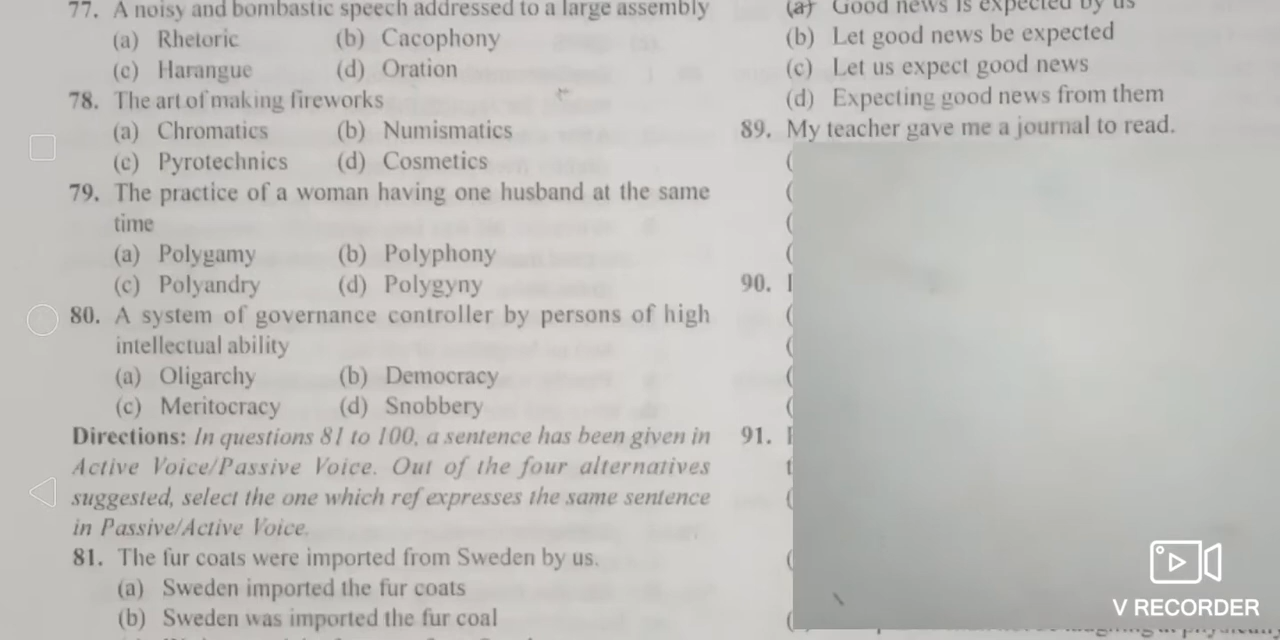 77. A noisy and bombastic speech addressed to a large assembly
(a) Rhetoric (b) Cacophony
(c) Harangue (d) Oration
78. The art of making fireworks
(a) Chromatics (b) Numismatics
(c) Pyrotechnics (d) Cosmetics
79. The practice of a woman having one husband at the same
time
(a) Polygamy (b) Polyphony
(c) Polyandry (d) Polygyny
80. A system of governance controller by persons of high
intellectual ability
(a) Oligarchy (b) Democracy
(c) Meritocracy (d) Snobbery
Directions: In questions 81 to 100, a sentence has been given in
Active Voice/Passive Voice. Out of the four alternatives
suggested, select the one which ref expresses the same sentence
in Passive/Active Voice.
81. The fur coats were imported from Sweden by us.
(a) Sweden imported the fur coats
(b) Sweden was imported the fur coal
(a) Good news is expected by us
(b) Let good news be expected
(c) Let us expect good news
(d) Expecting good news from them
89. My teacher gave me a journal to read.
90.
91.
V RECORDER